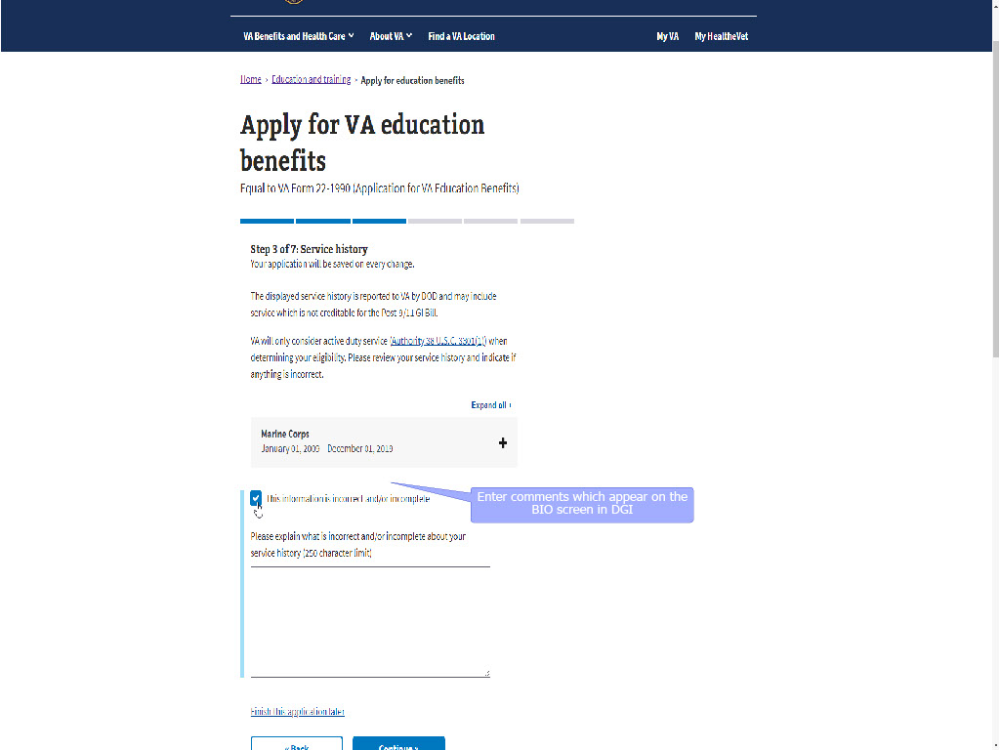 VA Benefits and Health Care About VA Find a VA Location My VA My HealtheVet
Home › Education and training › Apply for education benefits
Apply for VA education
benefits
Equal to VA Form 22-1990 (Application for VA Education Benefits)
Step 3 of 7: Service history
Your application will be saved on every change.
The displayed service history is reported to VA by DOD and may include
service which is not creditable for the Post-9/11 GI Bill.
VA will only consider active duty service (Authority 38 U.S.C. 3301(1)) when
determining your eligibility. Please review your service history and indicate if
anything is incorrect.
Expand all +
Marine Corps
January 01, 2009 – December 01, 2019
This information is incorrect and/or incomplete
Enter comments which appear on the
BIO screen in DGI
Please explain what is incorrect and/or incomplete about your
service history (250 character limit)
Finish this application later
« Back Continue »